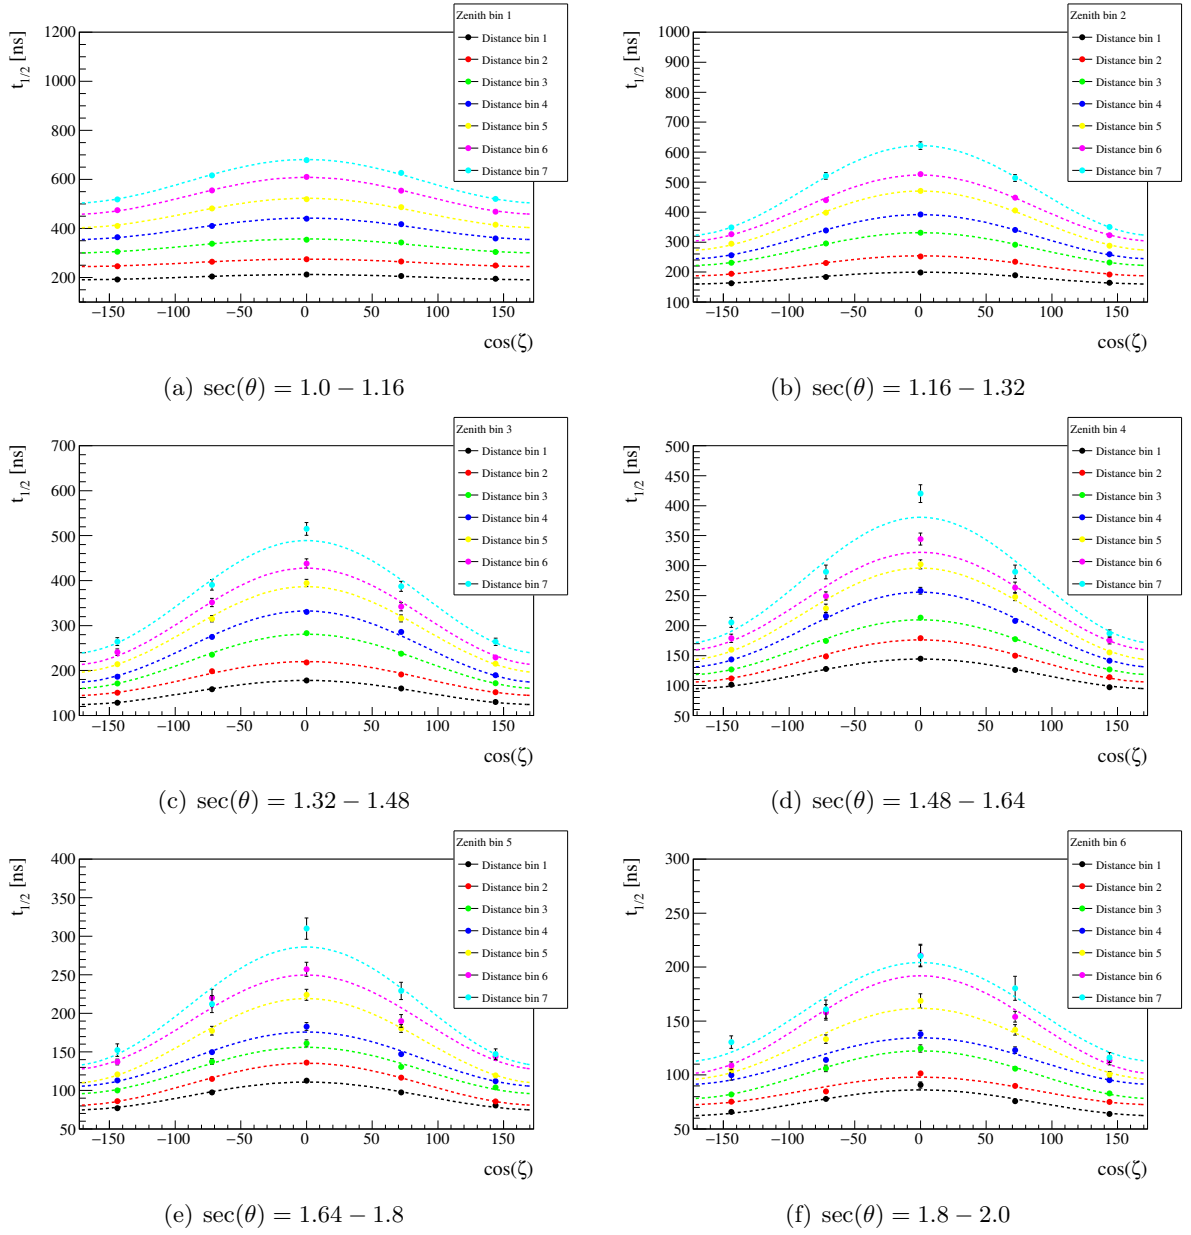 Zenith bin 1
Distance bin 1
Distance bin 2
Distance bin 3
Distance bin 4
Distance bin 5
Distance bin 6
Distance bin 7
t1/2 [ns]
1200
1000
800
600
400
200
−150 −100 −50 0 50 100 150
cos(ζ)
(a) sec(θ) = 1.0 − 1.16
Zenith bin 2
Distance bin 1
Distance bin 2
Distance bin 3
Distance bin 4
Distance bin 5
Distance bin 6
Distance bin 7
t1/2 [ns]
1000
900
800
700
600
500
400
300
200
100
−150 −100 −50 0 50 100 150
cos(ζ)
(b) sec(θ) = 1.16 − 1.32
Zenith bin 3
Distance bin 1
Distance bin 2
Distance bin 3
Distance bin 4
Distance bin 5
Distance bin 6
Distance bin 7
t1/2 [ns]
700
600
500
400
300
200
100
−150 −100 −50 0 50 100 150
cos(ζ)
(c) sec(θ) = 1.32 − 1.48
Zenith bin 4
Distance bin 1
Distance bin 2
Distance bin 3
Distance bin 4
Distance bin 5
Distance bin 6
Distance bin 7
t1/2 [ns]
500
450
400
350
300
250
200
150
100
50
−150 −100 −50 0 50 100 150
cos(ζ)
(d) sec(θ) = 1.48 − 1.64
Zenith bin 5
Distance bin 1
Distance bin 2
Distance bin 3
Distance bin 4
Distance bin 5
Distance bin 6
Distance bin 7
t1/2 [ns]
400
350
300
250
200
150
100
50
−150 −100 −50 0 50 100 150
cos(ζ)
(e) sec(θ) = 1.64 − 1.8
Zenith bin 6
Distance bin 1
Distance bin 2
Distance bin 3
Distance bin 4
Distance bin 5
Distance bin 6
Distance bin 7
t1/2 [ns]
300
250
200
150
100
50
−150 −100 −50 0 50 100 150
cos(ζ)
(f) sec(θ) = 1.8 − 2.0